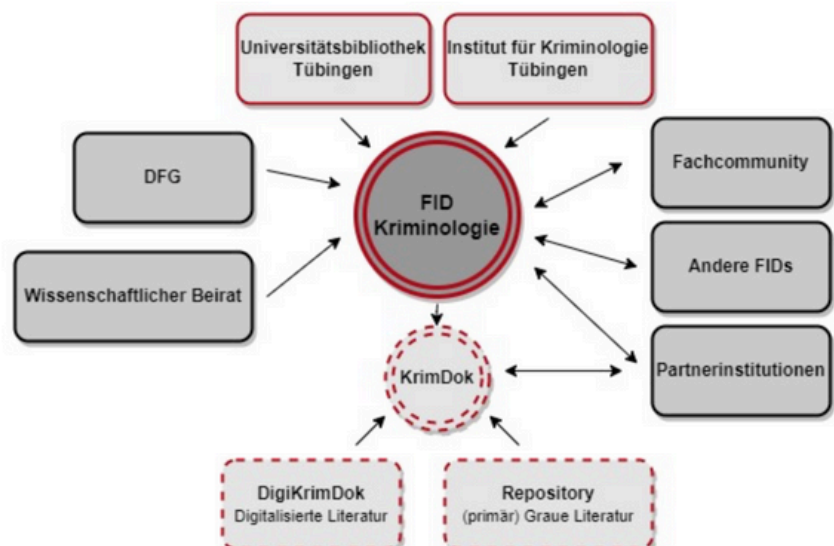 Universitätsbibliothek
Tübingen
Institut für Kriminologie
Tübingen
DFG
Wissenschaftlicher Beirat
FID
Kriminologie
Fachcommunity
Andere FIDs
Partnerinstitutionen
KrimDok
DigiKrimDok
Digitalisierte Literatur
Repository
(primär) Graue Literatur